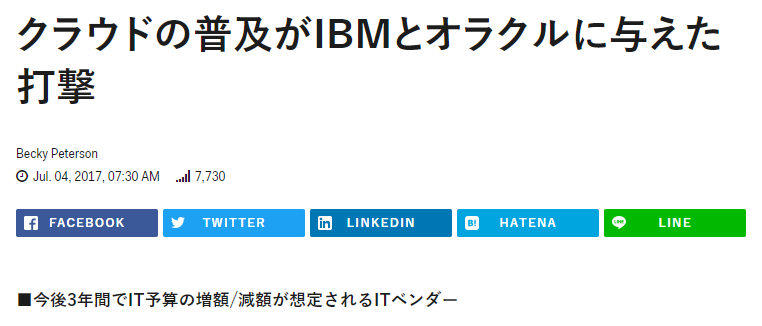 クラウドの普及がIBMとオラクルに与えた
打撃
Becky Peterson
Jul. 04, 2017, 07:30 AM 7,730
FACEBOOK TWITTER LINKEDIN B! HATENA LINE LINE
■今後3年間でIT予算の増額/減額が想定されるITベンダー